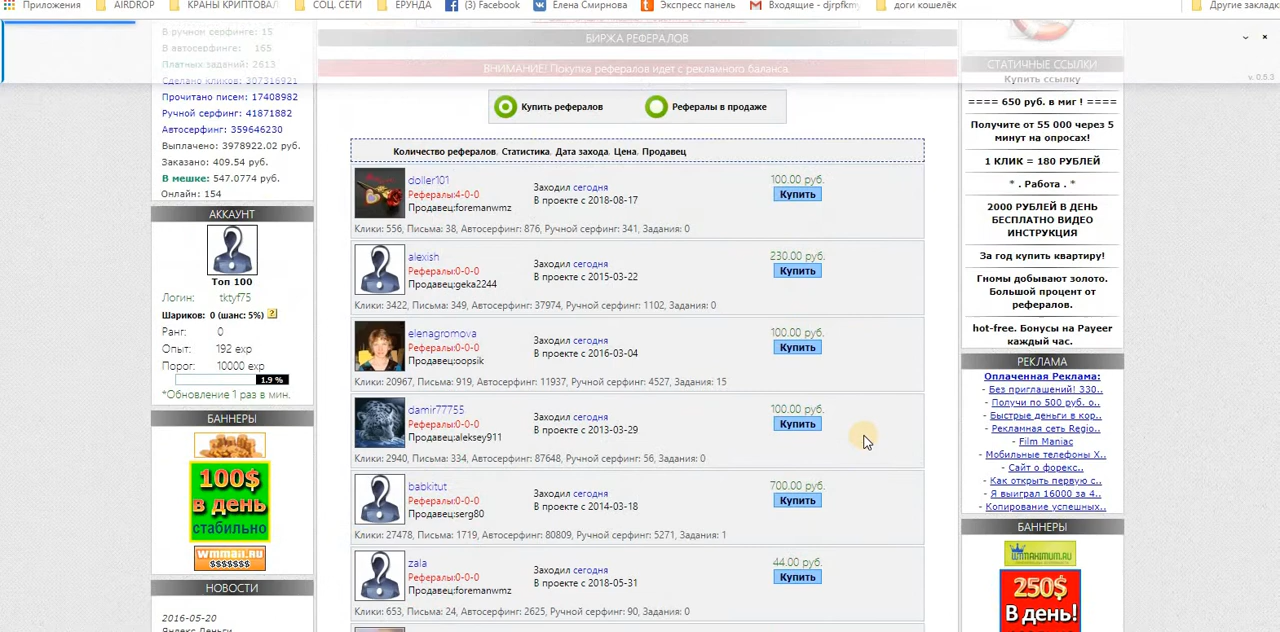 Приложения
AIRDROP
КРАНЫ КРИПТОВА/
СОЦ. СЕТИ
ЕРУНДА
(3) Facebook
Елена Смирнова
Экспресс панель
Входящие - djrpfkm
доги кошелёк
Другие закладк
v. 0.5.3
В ручном серфинге: 15
В автосерфинге: 165
Платных заданий: 2613
Сделано кликов: 307316921
Прочитано писем: 17408982
Ручной серфинг: 41871882
Автосерфинг: 359646230
Выплачено: 3978922.02 руб.
Заказано: 409.54 руб.
В мешке: 547.0774 руб.
Онлайн: 154
АККАУНТ
Топ 100
Логин: tktyf75
Шариков: 0 (шанс: 5%) ?
Ранг: 0
Опыт: 192 exp
Порог: 10000 exp
1.9 %
*Обновление 1 раз в мин.
БАННЕРЫ
100$
в день
стабильно
wmmail.ru
$$$$$$$
НОВОСТИ
2016-05-20
Яндекс.Деньги
БИРЖА РЕФЕРАЛОВ
ВНИМАНИЕ! Покупка рефералов идет с рекламного баланса.
Купить рефералов
Рефералы в продаже
Количество рефералов. Статистика. Дата захода. Цена. Продавец
doller101
Рефералы:4-0-0
Продавец:foremanwmz
Заходил сегодня
В проекте с 2018-08-17
100.00 руб.
Купить
Клики: 556, Письма: 38, Автосерфинг: 876, Ручной серфинг: 341, Задания: 0
alexish
Рефералы:0-0-0
Продавец:geka2244
Заходил сегодня
В проекте с 2015-03-22
230.00 руб.
Купить
Клики: 3422, Письма: 349, Автосерфинг: 37974, Ручной серфинг: 1102, Задания: 0
elenagromova
Рефералы:0-0-0
Продавец:oopsik
Заходил сегодня
В проекте с 2016-03-04
100.00 руб.
Купить
Клики: 20967, Письма: 919, Автосерфинг: 11937, Ручной серфинг: 4527, Задания: 15
damir77755
Рефералы:0-0-0
Продавец:aleksey911
Заходил сегодня
В проекте с 2013-03-29
100.00 руб.
Купить
Клики: 2940, Письма: 334, Автосерфинг: 87648, Ручной серфинг: 56, Задания: 0
babkitut
Рефералы:0-0-0
Продавец:serg80
Заходил сегодня
В проекте с 2014-03-18
700.00 руб.
Купить
Клики: 27478, Письма: 1719, Автосерфинг: 80809, Ручной серфинг: 5271, Задания: 1
zala
Рефералы:0-0-0
Продавец:foremanwmz
Заходил сегодня
В проекте с 2018-05-31
44.00 руб.
Купить
Клики: 653, Письма: 24, Автосерфинг: 2625, Ручной серфинг: 90, Задания: 0
СТАТИЧНЫЕ ССЫЛКИ
Купить ссылку
==== 650 руб. в миг ! ====
Получите от 55 000 через 5
минут на опросах!
1 КЛИК = 180 РУБЛЕЙ
* . Работа . *
2000 РУБЛЕЙ В ДЕНЬ
БЕСПЛАТНО ВИДЕО
ИНСТРУКЦИЯ
За год купить квартиру!
Гномы добывают золото.
Большой процент от
рефералов.
hot-free. Бонусы на Payeer
каждый час.
РЕКЛАМА
Оплаченная Реклама:
- Без приглашений! 330..
- Получи по 500 руб. о..
- Быстрые деньги в кор..
- Рекламная сеть Regio..
- Film Maniac
- Мобильные телефоны X..
- Сайт о форекс..
- Как открыть первую с..
- Я выиграл 16000 за 4..
- Копирование успешных..
БАННЕРЫ
WMMAXIMUM.RU
250$
В день!